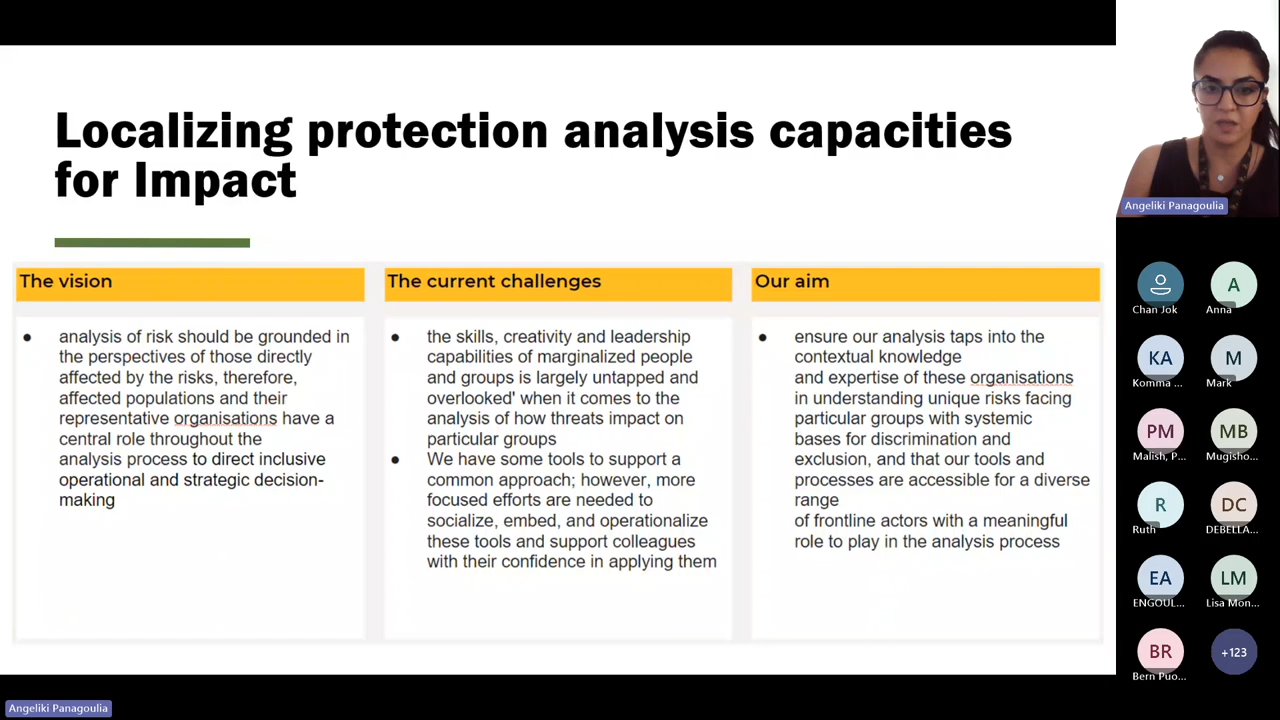 Localizing protection analysis capacities
for Impact
The vision
● analysis of risk should be grounded in
the perspectives of those directly
affected by the risks, therefore,
affected populations and their
representative organisations have a
central role throughout the
analysis process to direct inclusive
operational and strategic decision-
making
The current challenges
● the skills, creativity and leadership
capabilities of marginalized people
and groups is largely untapped and
overlooked' when it comes to the
analysis of how threats impact on
particular groups
● We have some tools to support a
common approach; however, more
focused efforts are needed to
socialize, embed, and operationalize
these tools and support colleagues
with their confidence in applying them
Our aim
● ensure our analysis taps into the
contextual knowledge
and expertise of these organisations
in understanding unique risks facing
particular groups with systemic
bases for discrimination and
exclusion, and that our tools and
processes are accessible for a diverse
range
of frontline actors with a meaningful
role to play in the analysis process
Angeliki Panagoulia
Chan Jok
A
Anna
KA
Komma ...
M
Mark
PM
Malish, P...
MB
Mugisho...
R
Ruth
DC
DEBELLA...
EA
ENGOUL...
LM
Lisa Mon...
BR
Bern Puo...
+123
Angeliki Panagoulia